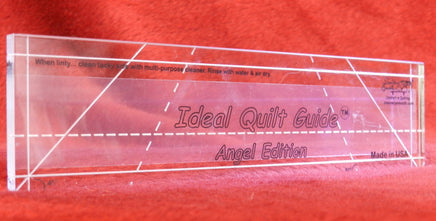 When linty... clean tacky side with multi-purpose cleaner. Rinse with water & air dry.
Ideal Quilt Guide™
Angel Edition
Made in USA